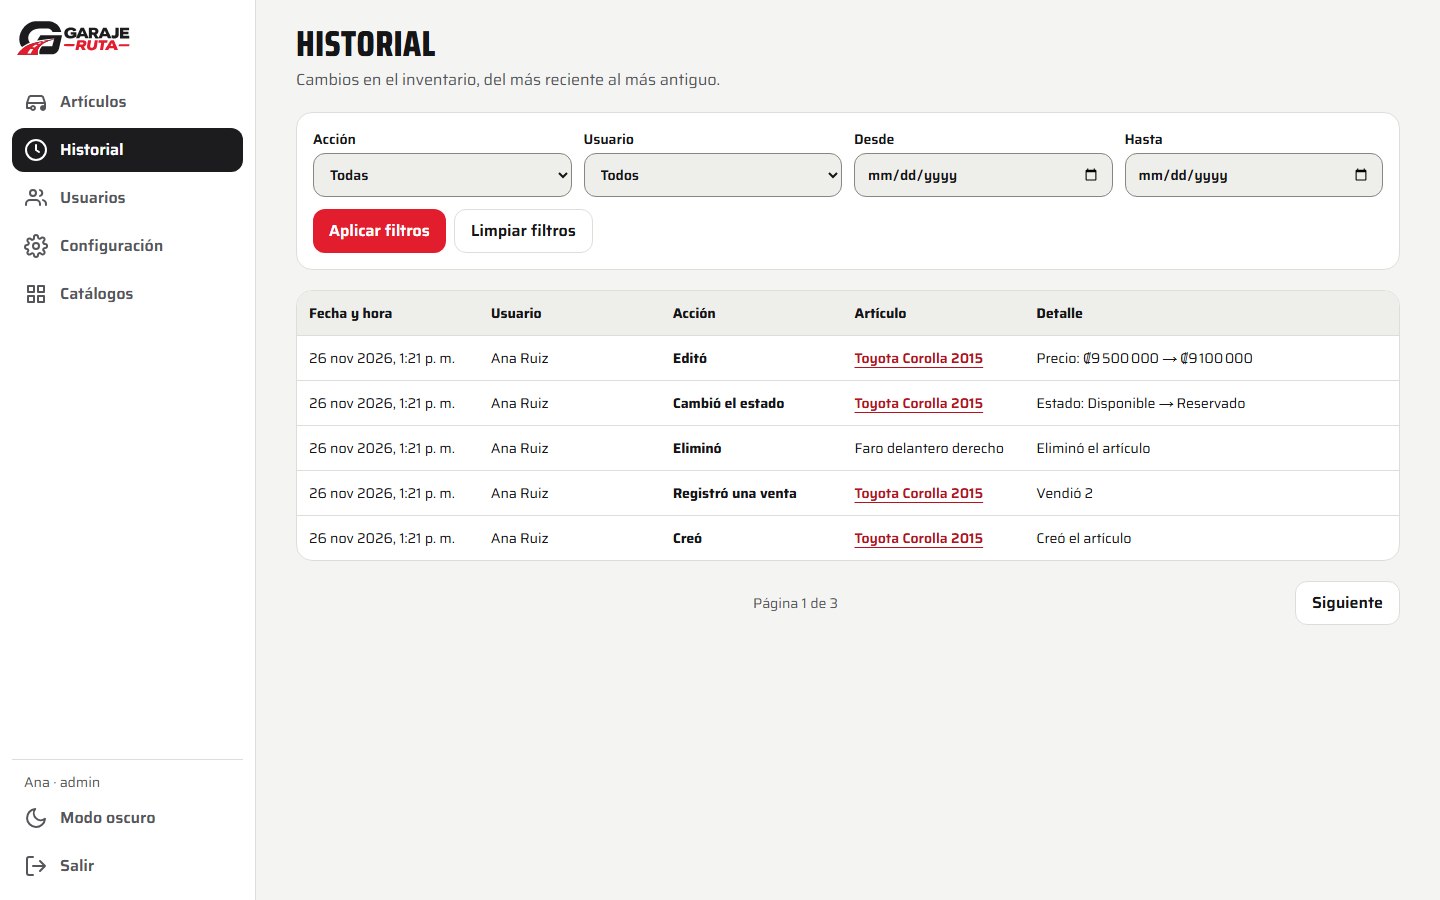 GARAJE
RUTA
Artículos
Historial
Usuarios
Configuración
Catálogos
Ana · admin
Modo oscuro
Salir
HISTORIAL
Cambios en el inventario, del más reciente al más antiguo.
Acción Usuario Desde Hasta
Todas Todos mm/dd/yyyy mm/dd/yyyy
Aplicar filtros Limpiar filtros
Fecha y hora Usuario Acción Artículo Detalle
26 nov 2026, 1:21 p. m. Ana Ruiz Editó Toyota Corolla 2015 Precio: ₡9 500 000 → ₡9 100 000
26 nov 2026, 1:21 p. m. Ana Ruiz Cambió el estado Toyota Corolla 2015 Estado: Disponible → Reservado
26 nov 2026, 1:21 p. m. Ana Ruiz Eliminó Faro delantero derecho Eliminó el artículo
26 nov 2026, 1:21 p. m. Ana Ruiz Registró una venta Toyota Corolla 2015 Vendió 2
26 nov 2026, 1:21 p. m. Ana Ruiz Creó Toyota Corolla 2015 Creó el artículo
Página 1 de 3 Siguiente